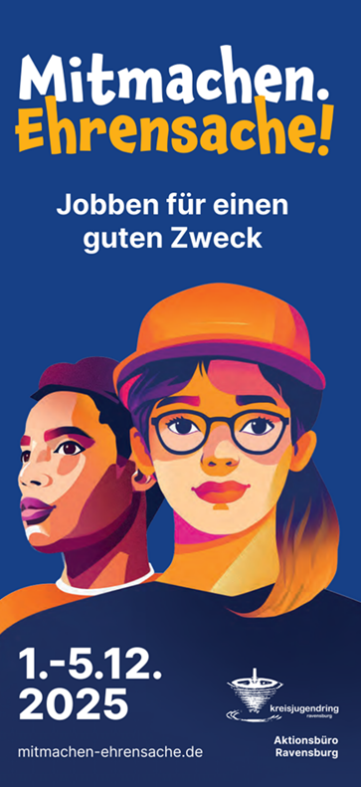 Mitmachen.
Ehrensache!
Jobben für einen
guten Zweck
1.-5.12.
2025
mitmachen-ehrensache.de
kreisjugendring
ravensburg
Aktionsbüro
Ravensburg